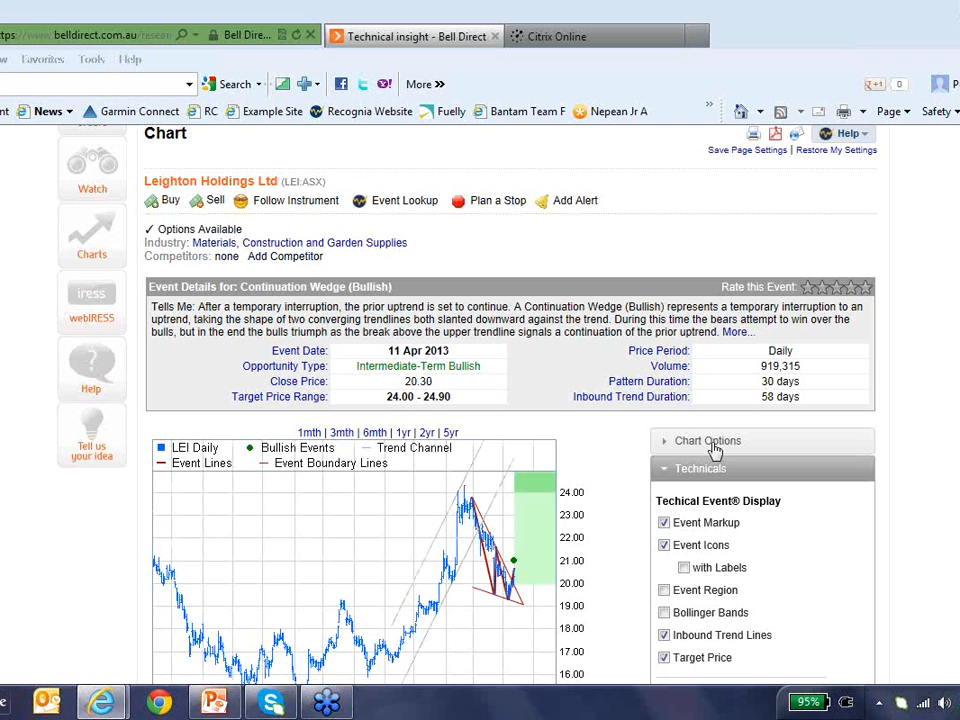 https://www.belldirect.com.au/resear
Bell Dire...
Technical insight - Bell Direct
Citrix Online
w Favorites Tools Help
Search
More »
+1 0
nt News Garmin Connect RC Example Site Recognia Website Fuelly Bantam Team F Nepean Jr A » Page Safety
Chart
Help
Save Page Settings | Restore My Settings
Watch
Leighton Holdings Ltd (LEI:ASX)
Buy Sell Follow Instrument Event Lookup Plan a Stop Add Alert
✓ Options Available
Industry: Materials, Construction and Garden Supplies
Competitors: none Add Competitor
Charts
iress
webIRESS
Help
Tell us
your idea
Event Details for: Continuation Wedge (Bullish) Rate this Event:
Tells Me: After a temporary interruption, the prior uptrend is set to continue. A Continuation Wedge (Bullish) represents a temporary interruption to an
uptrend, taking the shape of two converging trendlines both slanted downward against the trend. During this time the bears attempt to win over the
bulls, but in the end the bulls triumph as the break above the upper trendline signals a continuation of the prior uptrend. More...
Event Date: 11 Apr 2013 Price Period: Daily
Opportunity Type: Intermediate-Term Bullish Volume: 919,315
Close Price: 20.30 Pattern Duration: 30 days
Target Price Range: 24.00 - 24.90 Inbound Trend Duration: 58 days
1mth | 3mth | 6mth | 1yr | 2yr | 5yr
LEI Daily Bullish Events Trend Channel
Event Lines Event Boundary Lines
24.00
23.00
22.00
21.00
20.00
19.00
18.00
17.00
16.00
Chart Options
Technicals
Techical Event® Display
Event Markup
Event Icons
with Labels
Event Region
Bollinger Bands
Inbound Trend Lines
Target Price
95%